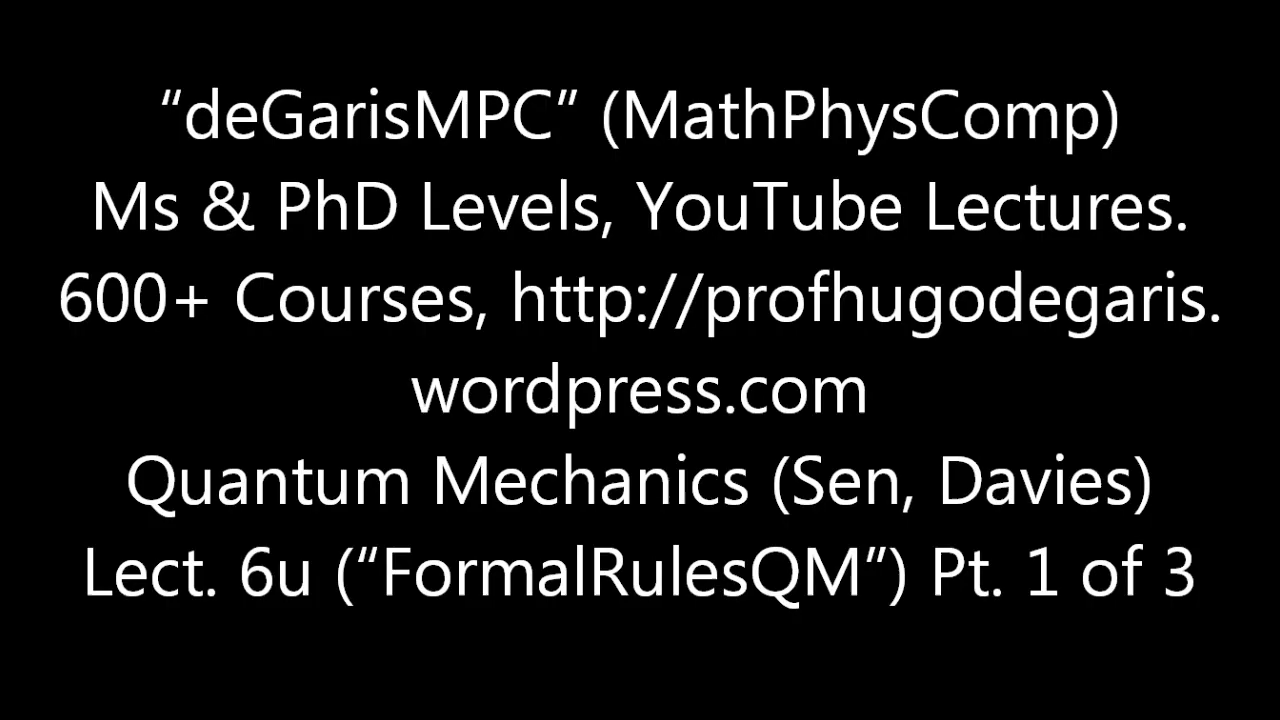 “deGarisMPC” (MathPhysComp)
Ms & PhD Levels, YouTube Lectures.
600+ Courses, http://profhugodegaris.
wordpress.com
Quantum Mechanics (Sen, Davies)
Lect. 6u (“FormalRulesQM”) Pt. 1 of 3